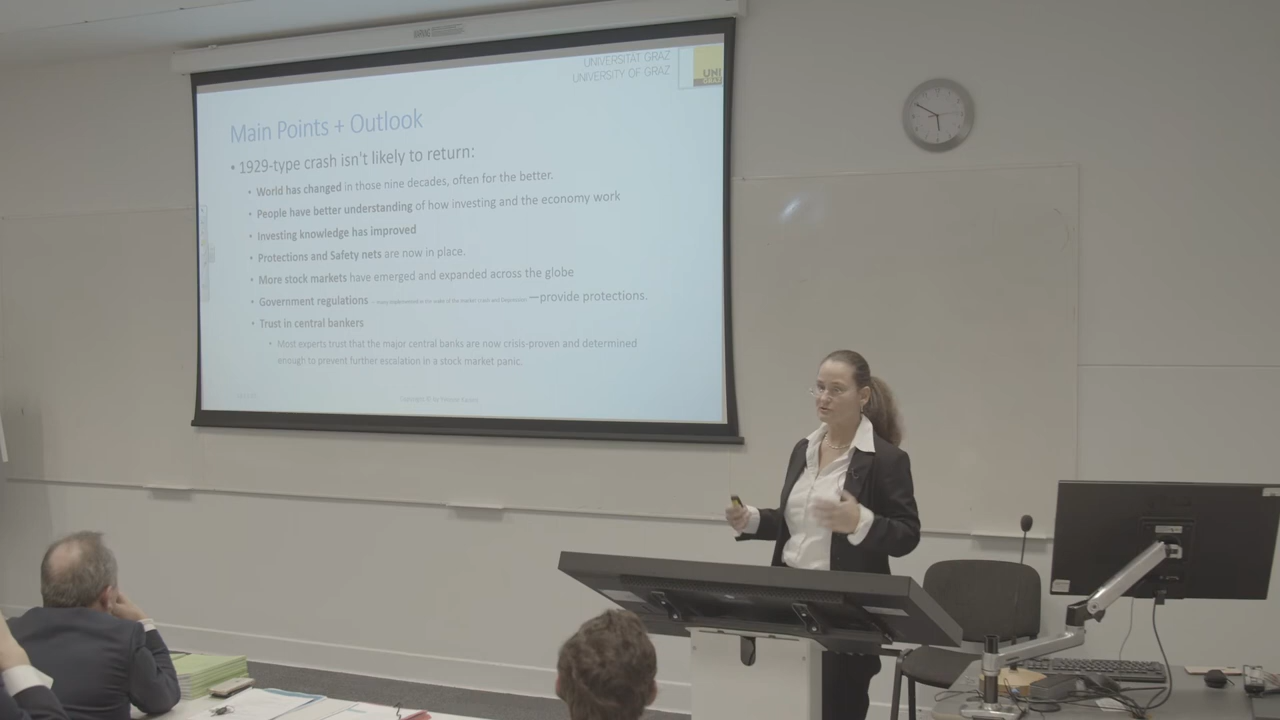 UNIVERSITÄT GRAZ
UNIVERSITY OF GRAZ
UNI
GRAZ
Main Points + Outlook
• 1929-type crash isn't likely to return:
• World has changed in those nine decades, often for the better.
• People have better understanding of how investing and the economy work
• Investing knowledge has improved
• Protections and Safety nets are now in place.
• More stock markets have emerged and expanded across the globe
• Government regulations —provide protections.
• Trust in central bankers
• Most experts trust that the major central banks are now crisis-proven and determined
enough to prevent further escalation in a stock market panic.